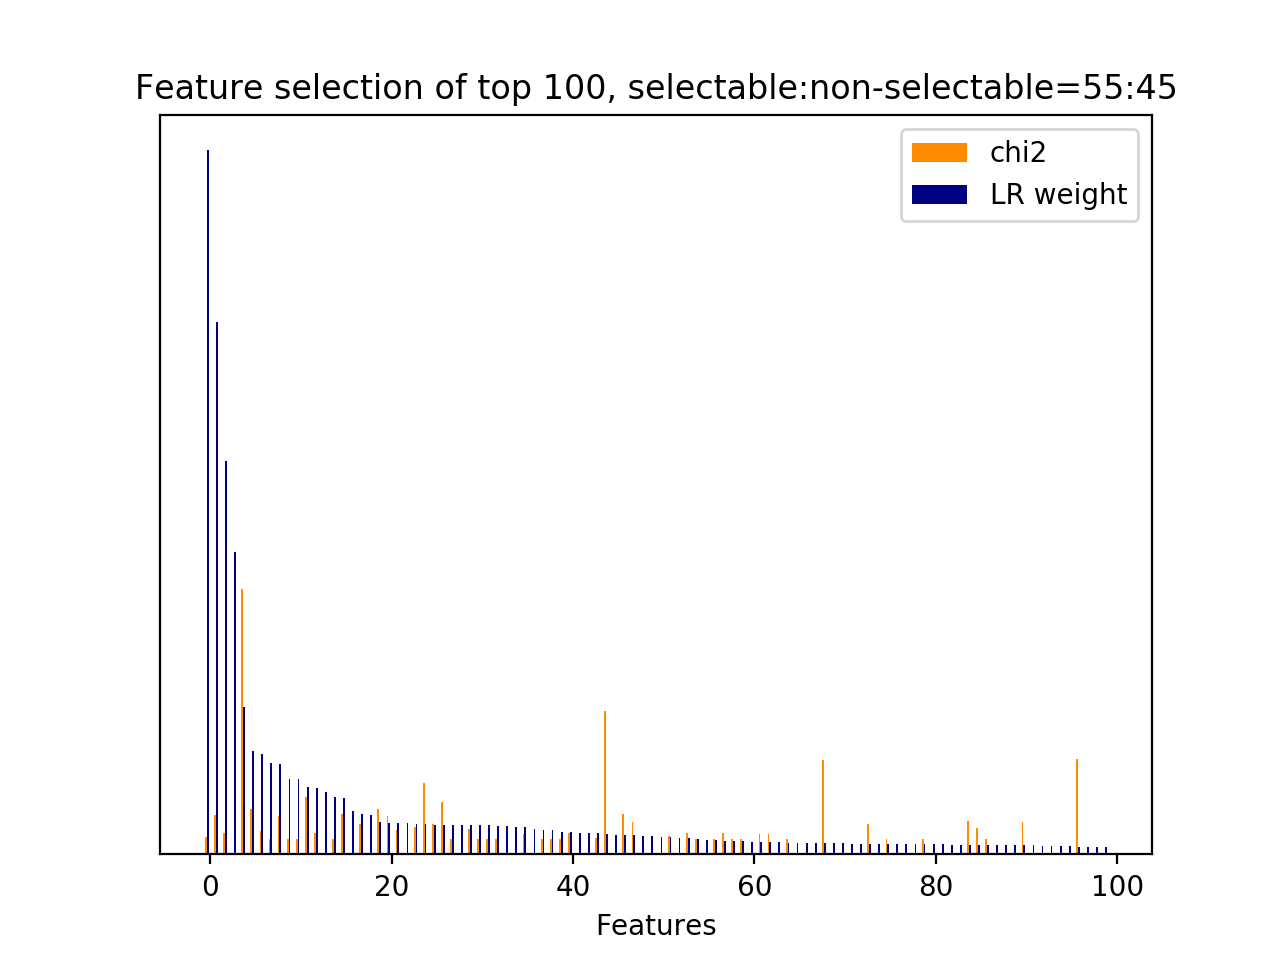 Feature selection of top 100, selectable:non-selectable=55:45
chi2
LR weight
0 20 40 60 80 100
Features